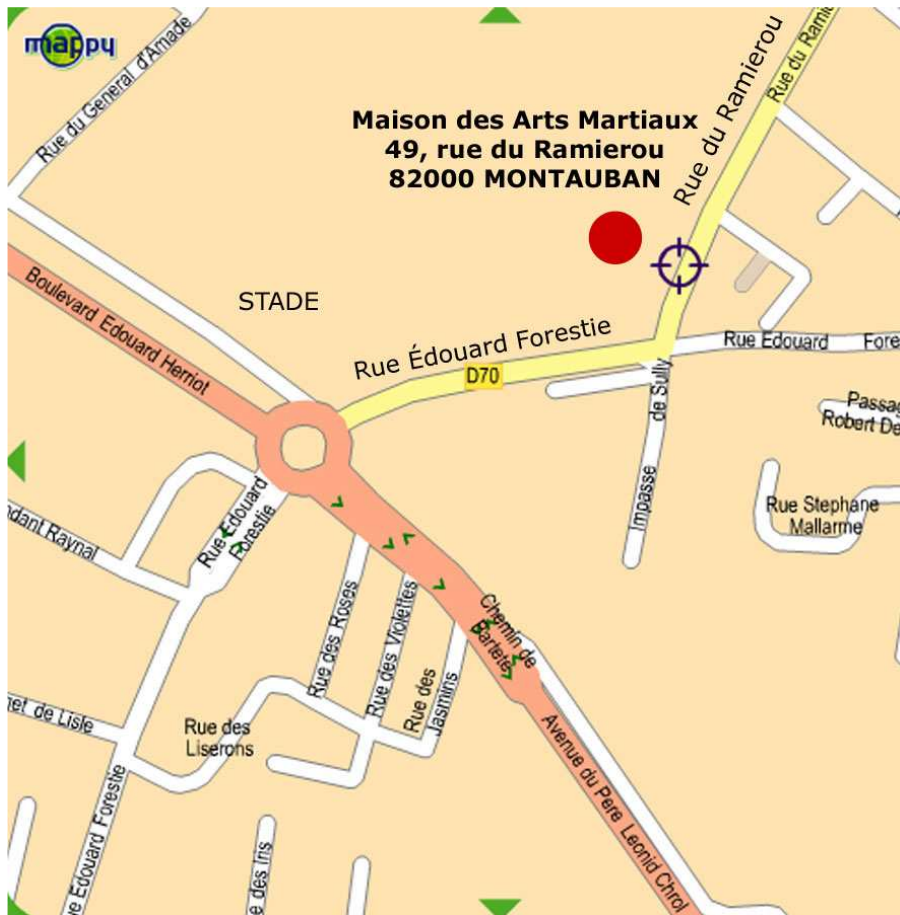 mappy
Rue du General d'Amade
Maison des Arts Martiaux
49, rue du Ramierou
82000 MONTAUBAN
Rue du Ramierou
Rue du Ramie
Boulevard Edouard Herriot
STADE
Rue Édouard Forestie
D70
Rue Edouard Fore
Impasse de Sully
Passag
Robert De
Rue Stephane
Mallarme
ndant Raynal
Rue Edouard
Forestie
Rue des Roses
Rue des Violettes
Rue des
Jasmins
Chemin de
net de Lisle
Rue des
Liserons
Avenue du Pere Leonid Chrol
ue Edouard Forestie
e des Iris